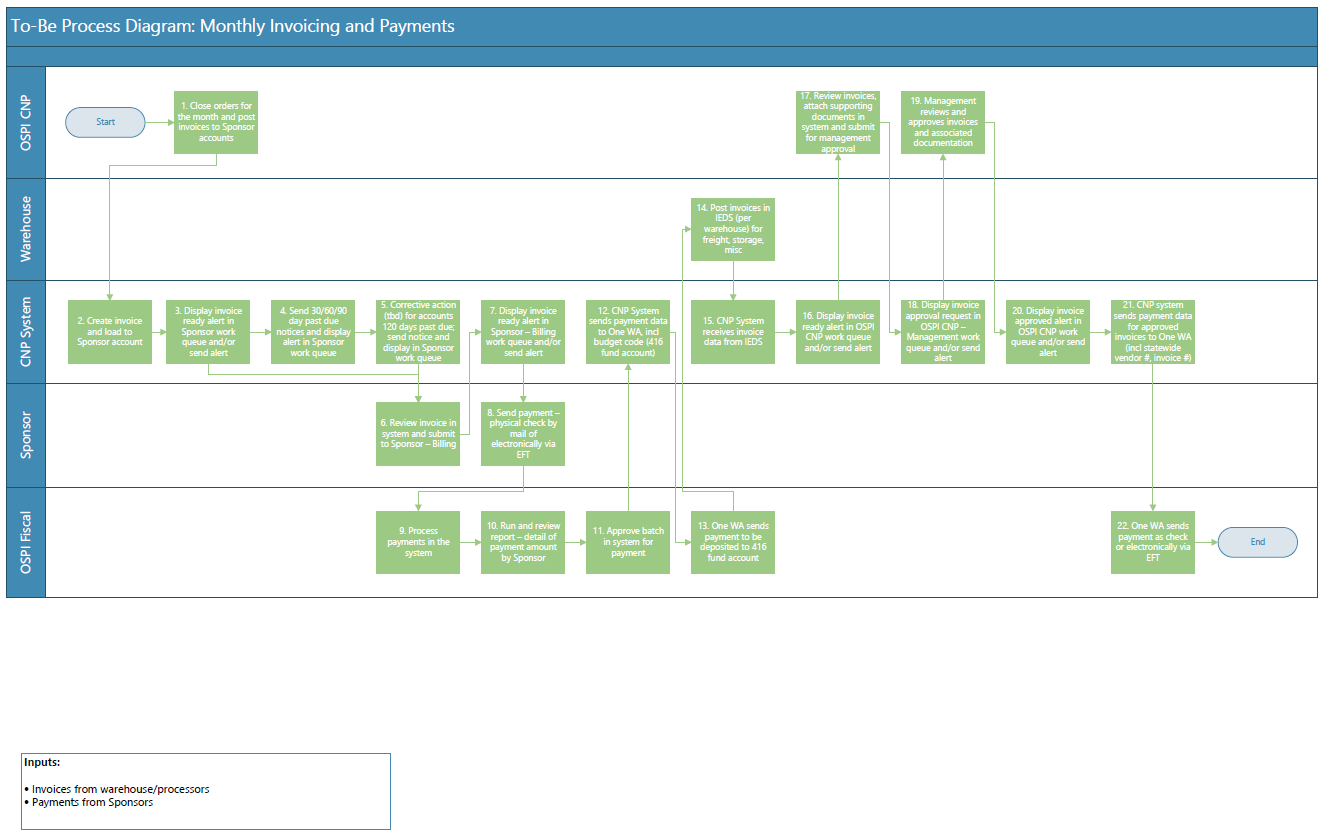 To-Be Process Diagram: Monthly Invoicing and Payments
OSPI CNP
Start
1. Close orders for
the month and post
invoices to Sponsor
accounts
17. Review invoices,
attach supporting
documents in
system and submit
for management
approval
19. Management
reviews and
approves invoices
and associated
documentation
Warehouse
14. Post invoices in
IEDS (per
warehouse) for
freight, storage,
misc
CNP System
2. Create invoice
and load to
Sponsor account
3. Display invoice
ready alert in
Sponsor work
queue and/or
send alert
4. Send 30/60/90
day past due
notices and display
alert in Sponsor
work queue
5. Corrective action
(tbd) for accounts
120 days past due;
send notice and
display in Sponsor
work queue
7. Display invoice
ready alert in
Sponsor – Billing
work queue and/or
send alert
12. CNP System
sends payment data
to One WA, incl
budget code (416
fund account)
15. CNP System
receives invoice
data from IEDS
16. Display invoice
ready alert in OSPI
CNP work queue
and/or send alert
18. Display invoice
approval request in
OSPI CNP –
Management work
queue and/or send
alert
20. Display invoice
approved alert in
OSPI CNP work
queue and/or send
alert
21. CNP system
sends payment data
for approved
invoices to One WA
(incl statewide
vendor #, invoice #)
Sponsor
6. Review invoice in
system and submit
to Sponsor – Billing
8. Send payment –
physical check by
mail of
electronically via
EFT
OSPI Fiscal
9. Process
payments in the
system
10. Run and review
report – detail of
payment amount
by Sponsor
11. Approve batch
in system for
payment
13. One WA sends
payment to be
deposited to 416
fund account
22. One WA sends
payment as check
or electronically via
EFT
End
Inputs:
• Invoices from warehouse/processors
• Payments from Sponsors